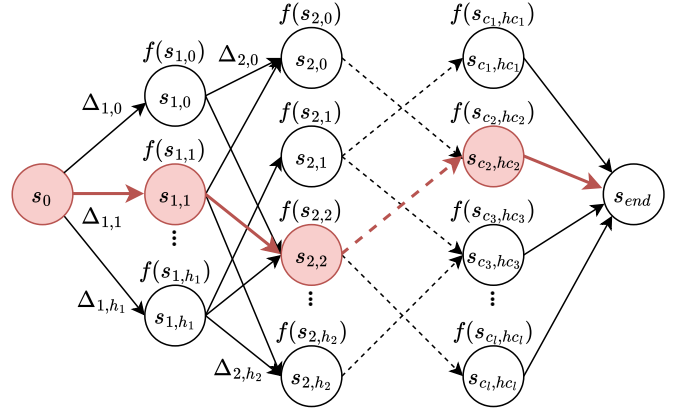 f(s_{2,0})
f(s_{c_1,hc_1})
f(s_{1,0})
Δ_{2,0}
s_{2,0}
s_{c_1,hc_1}
Δ_{1,0}
s_{1,0}
f(s_{2,1})
f(s_{c_2,hc_2})
f(s_{1,1})
s_{2,1}
s_{c_2,hc_2}
s_0
s_{1,1}
s_{end}
Δ_{1,1}
f(s_{2,2})
f(s_{c_3,hc_3})
⋮
s_{2,2}
s_{c_3,hc_3}
f(s_{1,h_1})
⋮
⋮
Δ_{1,h_1}
s_{1,h_1}
f(s_{2,h_2})
f(s_{c_l,hc_l})
Δ_{2,h_2}
s_{2,h_2}
s_{c_l,hc_l}